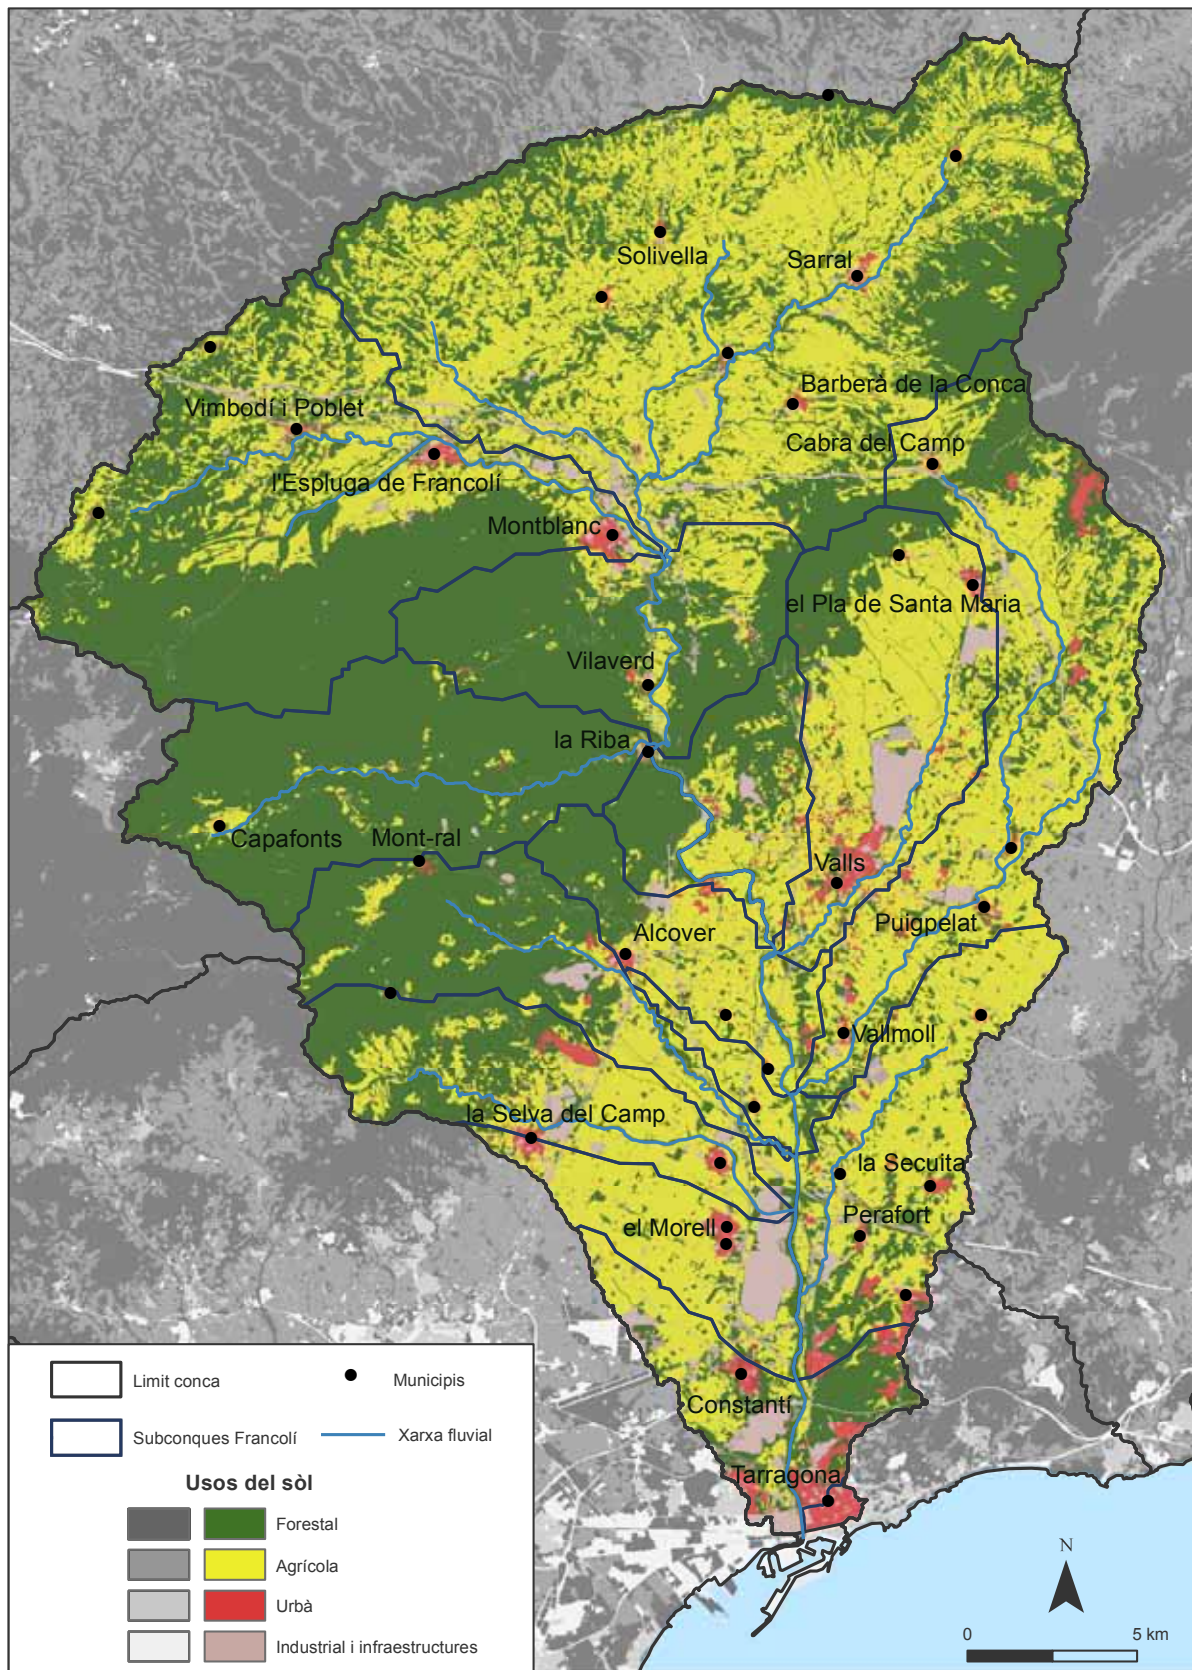 Solivella
Sarral
Barberà de la Conca
Vimbodí i Poblet
Cabra del Camp
l'Espluga de Francolí
Montblanc
el Pla de Santa Maria
Vilaverd
la Riba
Capafonts
Mont-ral
Valls
Puigpelat
Alcover
Vallmoll
la Selva del Camp
la Secuita
Perafort
el Morell
Constantí
Tarragona
Limit conca
Municipis
Subconques Francolí
Xarxa fluvial
Usos del sòl
Forestal
Agrícola
Urbà
Industrial i infraestructures
N
0 5 km